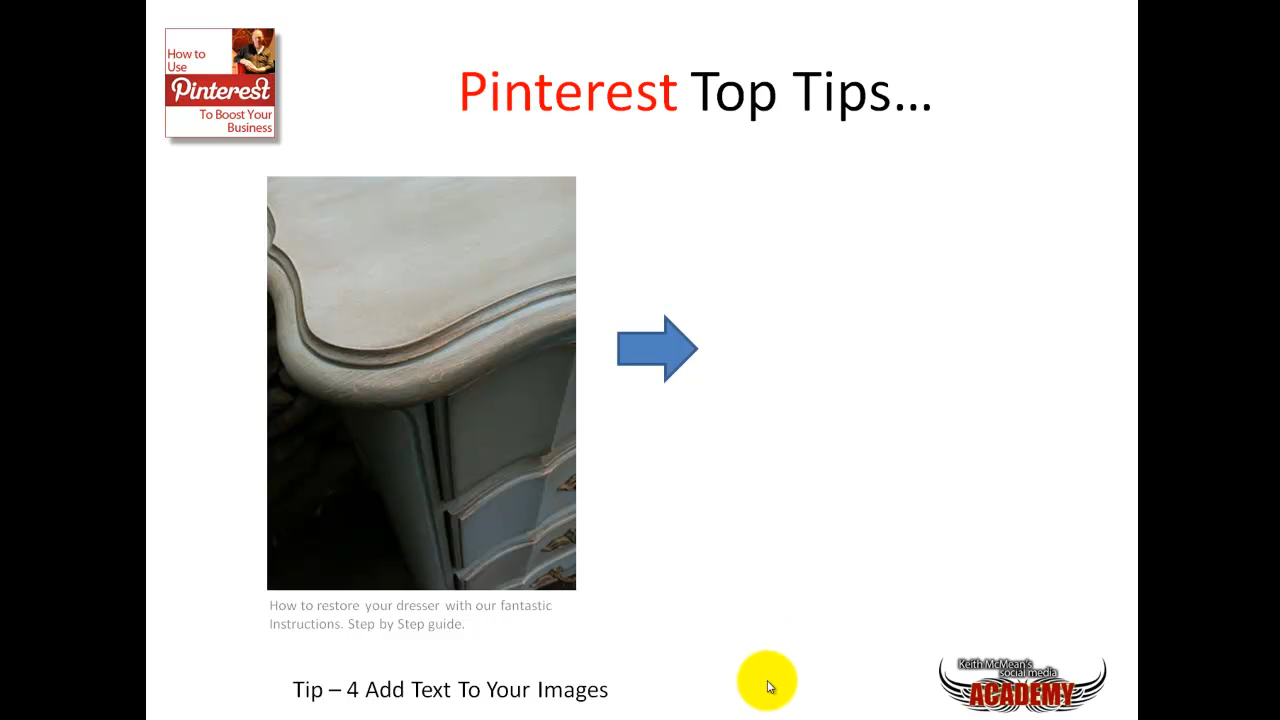 How to
Use
Pinterest
To Boost Your
Business
Pinterest Top Tips...
How to restore your dresser with our fantastic
Instructions. Step by Step guide.
Tip – 4 Add Text To Your Images
Keith McMean's
social media
ACADEMY